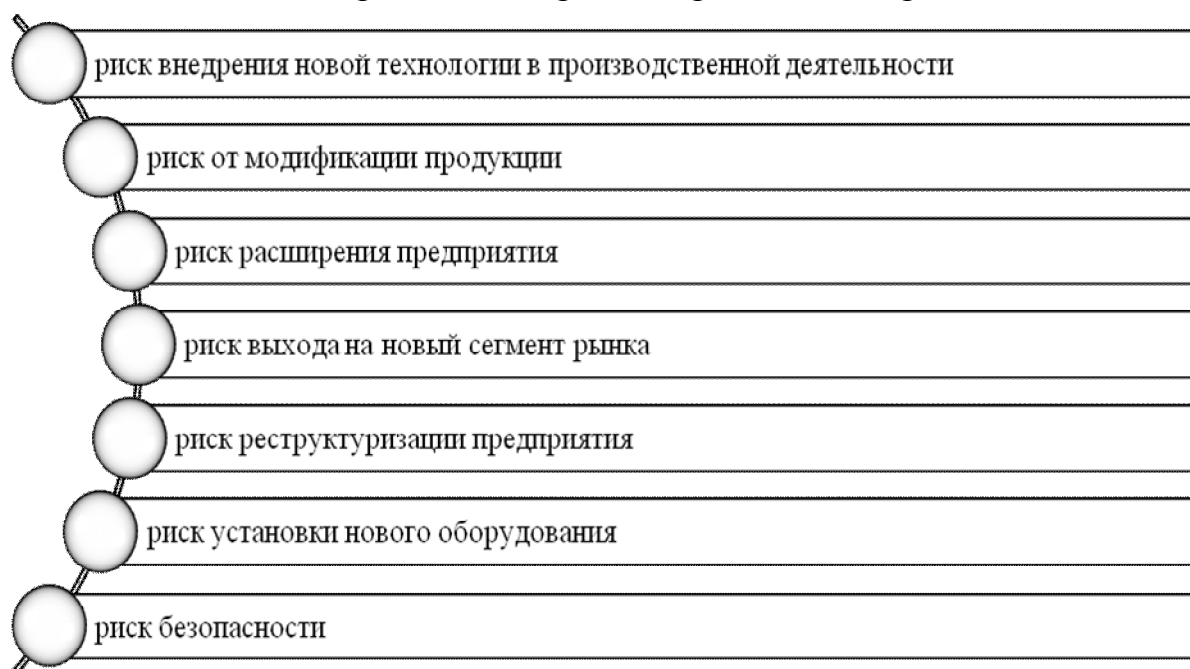 риск внедрения новой технологии в производственной деятельности
риск от модификации продукции
риск расширения предприятия
риск выхода на новый сегмент рынка
риск реструктуризации предприятия
риск установки нового оборудования
риск безопасности